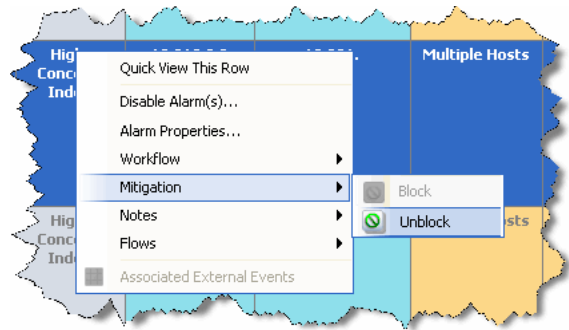 Multiple Hosts
Quick View This Row
Disable Alarm(s)...
Alarm Properties...
Workflow
Mitigation
Block
Notes
Unblock
Flows
Associated External Events